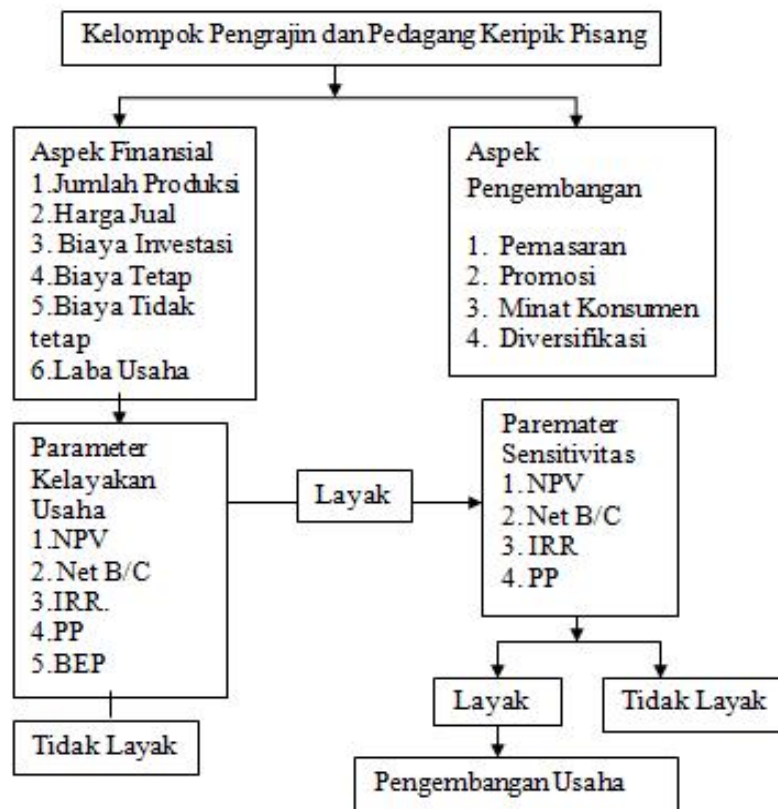 Kelompok Pengrajin dan Pedagang Keripik Pisang
Aspek Finansial
1.Jumlah Produksi
2.Harga Jual
3. Biaya Investasi
4.Biaya Tetap
5.Biaya Tidak
tetap
6.Laba Usaha
Aspek
Pengembangan
1. Pemasaran
2. Promosi
3. Minat Konsumen
4. Diversifikasi
Parameter
Kelayakan
Usaha
1.NPV
2. Net B/C
3.IRR.
4.PP
5.BEP
Layak
Paremater
Sensitivitas
1. NPV
2. Net B/C
3. IRR
4. PP
Tidak Layak
Layak
Tidak Layak
Pengembangan Usaha